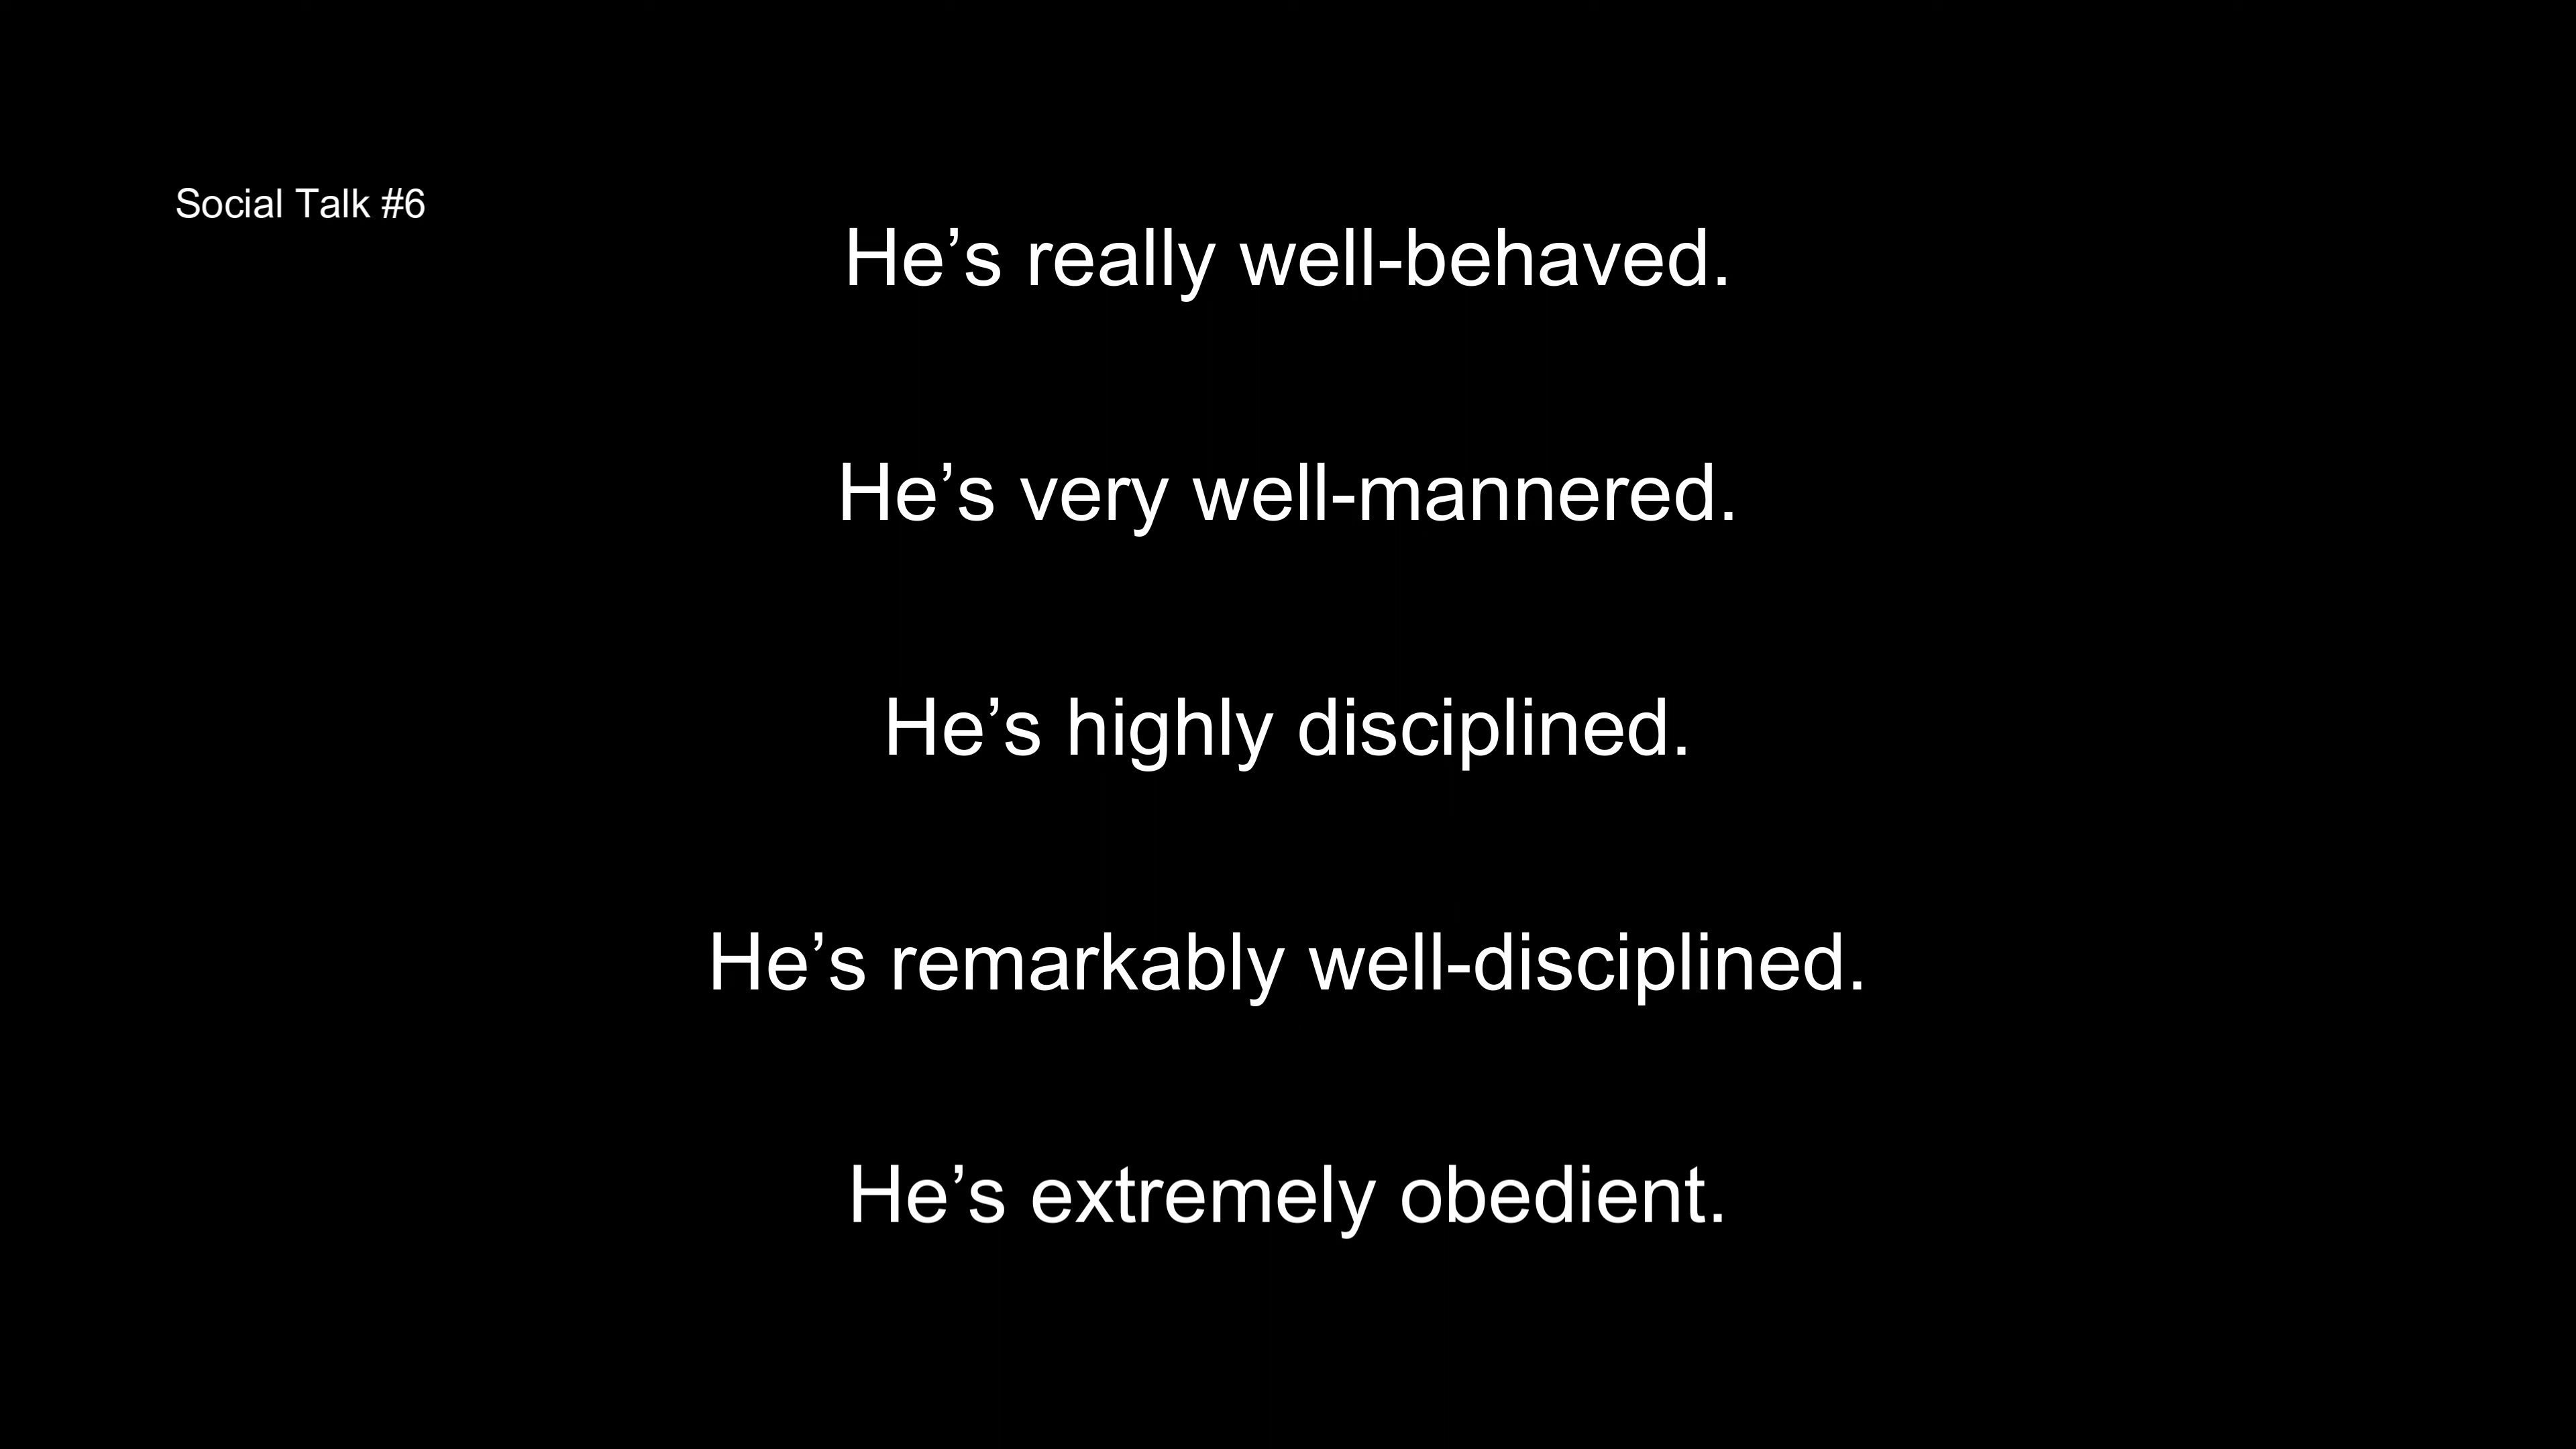 Social Talk #6
He’s really well-behaved.
He’s very well-mannered.
He’s highly disciplined.
He’s remarkably well-disciplined.
He’s extremely obedient.